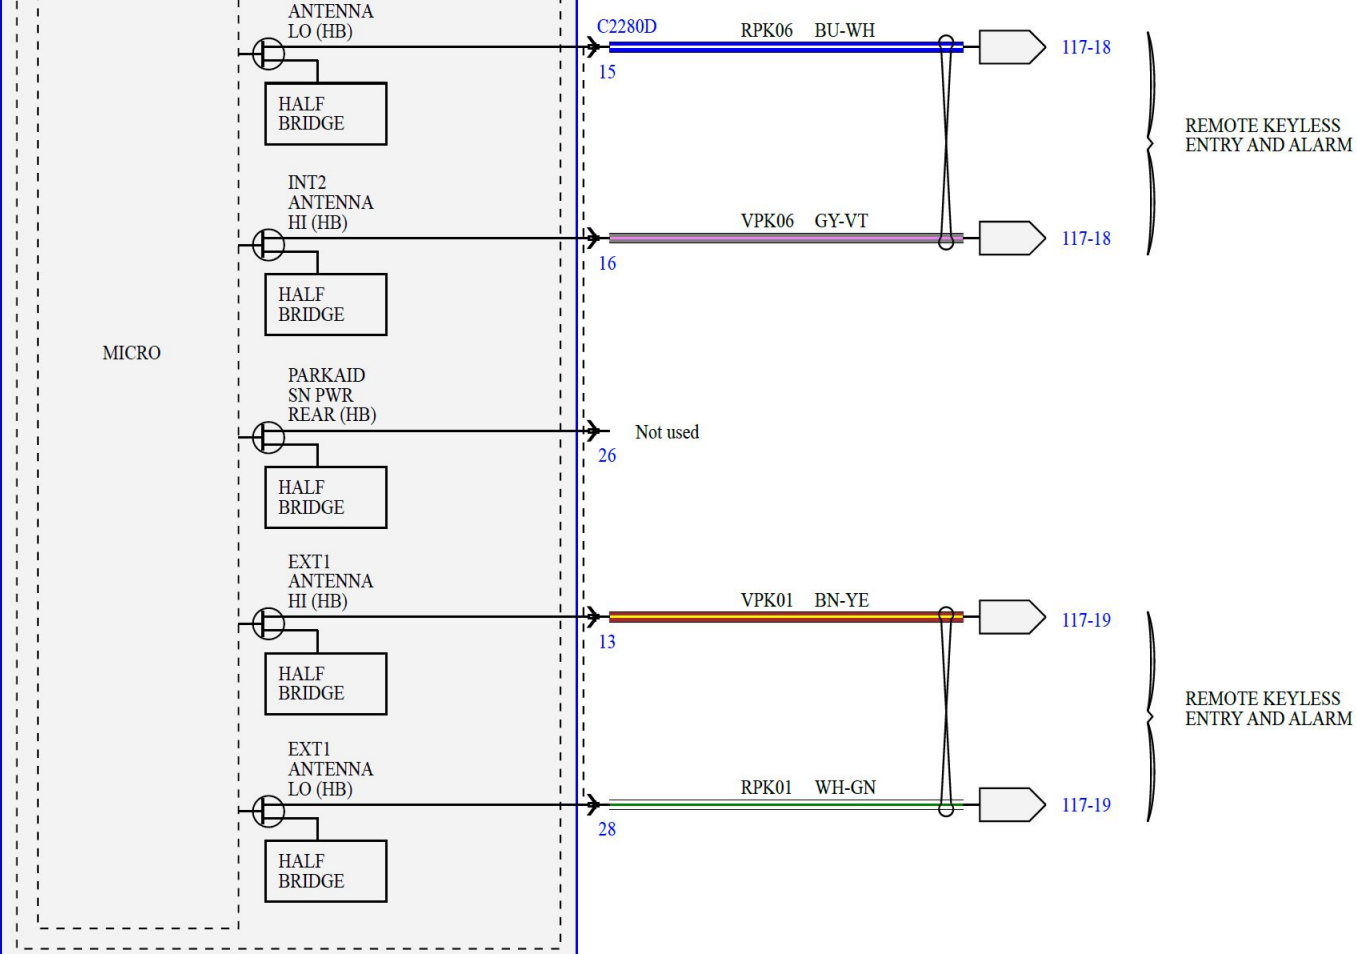 ANTENNA
LO (HB)
C2280D
RPK06 BU-WH
117-18
15
HALF
BRIDGE
REMOTE KEYLESS
ENTRY AND ALARM
INT2
ANTENNA
HI (HB)
VPK06 GY-VT
117-18
16
HALF
BRIDGE
MICRO
PARKAID
SN PWR
REAR (HB)
Not used
26
HALF
BRIDGE
EXT1
ANTENNA
HI (HB)
VPK01 BN-YE
117-19
13
HALF
BRIDGE
REMOTE KEYLESS
ENTRY AND ALARM
EXT1
ANTENNA
LO (HB)
RPK01 WH-GN
117-19
28
HALF
BRIDGE